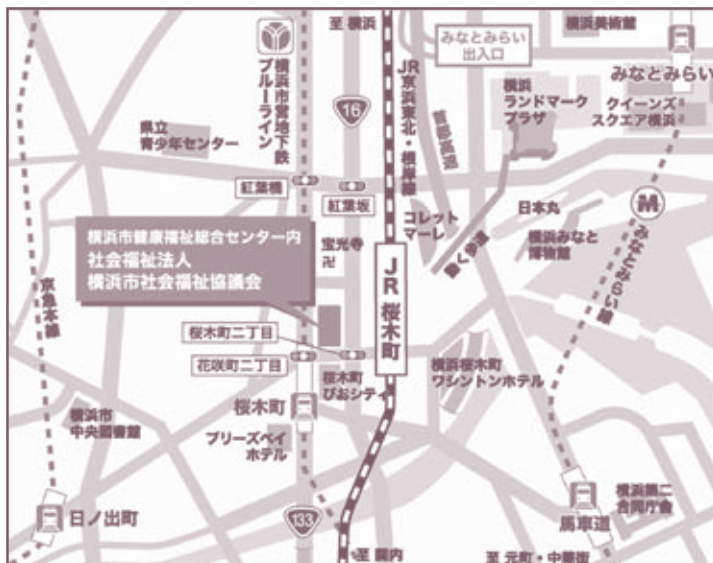 至 横浜
みなとみらい
出入口
横浜美術館
みなとみらい
横浜市営地下鉄
ブルーライン
16
JR
京浜東北・根岸線
首都高速
横浜
ランドマーク
プラザ
クイーンズ
スクエア横浜
県立
青少年センター
紅葉橋
紅葉坂
M
横浜市健康福祉総合センター内
社会福祉法人
横浜市社会福祉協議会
宝光寺
卍
コレット
マーレ
動く歩道
日本丸
横浜みなと
博物館
みなとみらい線
京急本線
JR 桜木町
桜木町二丁目
花咲町二丁目
桜木町
ぴおシティ
横浜桜木町
ワシントンホテル
桜木町
横浜市
中央図書館
ブリーズベイ
ホテル
日ノ出町
133
馬車道
横浜第二
合同庁舎
至 関内
至 元町・中華街